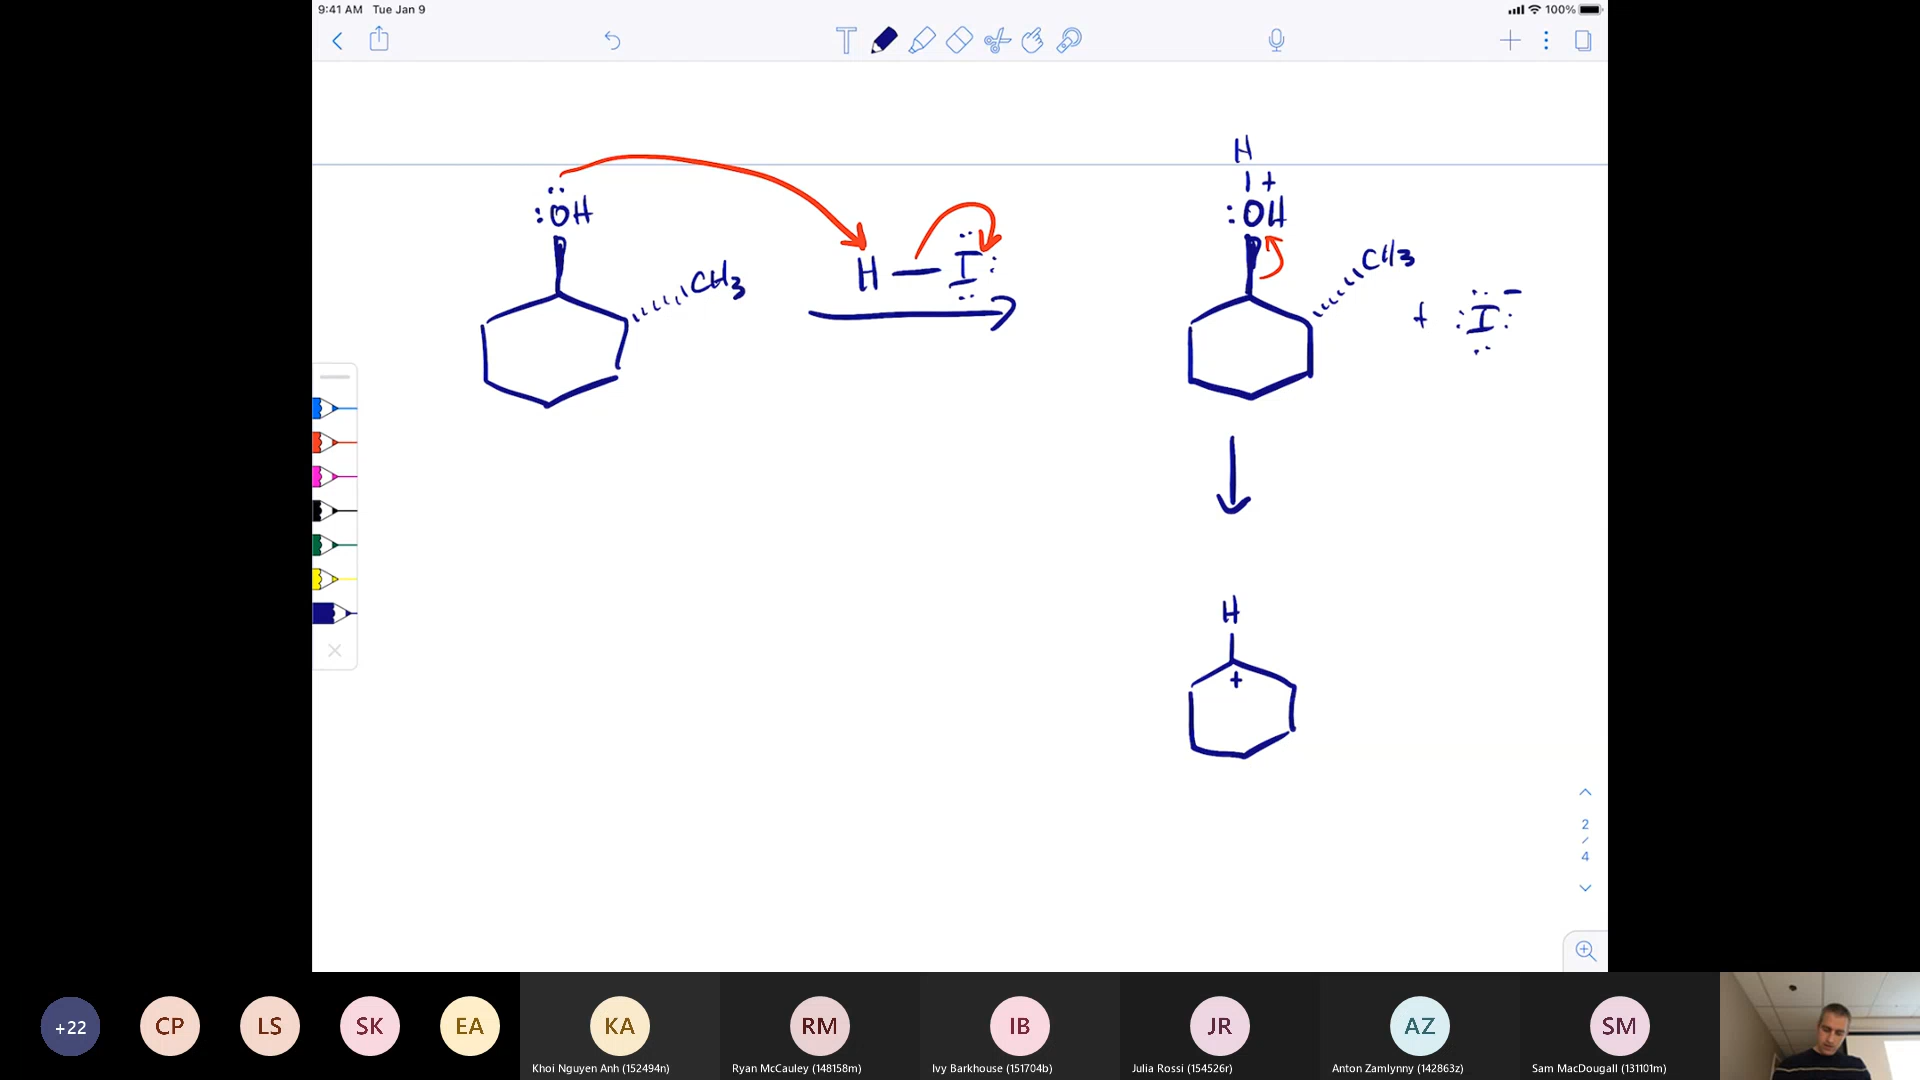 9:41 AM Tue Jan 9
100%
T
H
+
:ÖH
:OH
CH3
CH3
H — I:
+ :I:⁻
H
+
2
/
4
+22
CP
LS
SK
EA
KA
RM
IB
JR
AZ
SM
Khoi Nguyen Anh (152494n)
Ryan McCauley (148158m)
Ivy Barkhouse (151704b)
Julia Rossi (154526r)
Anton Zamlynny (142863z)
Sam MacDougall (131101m)